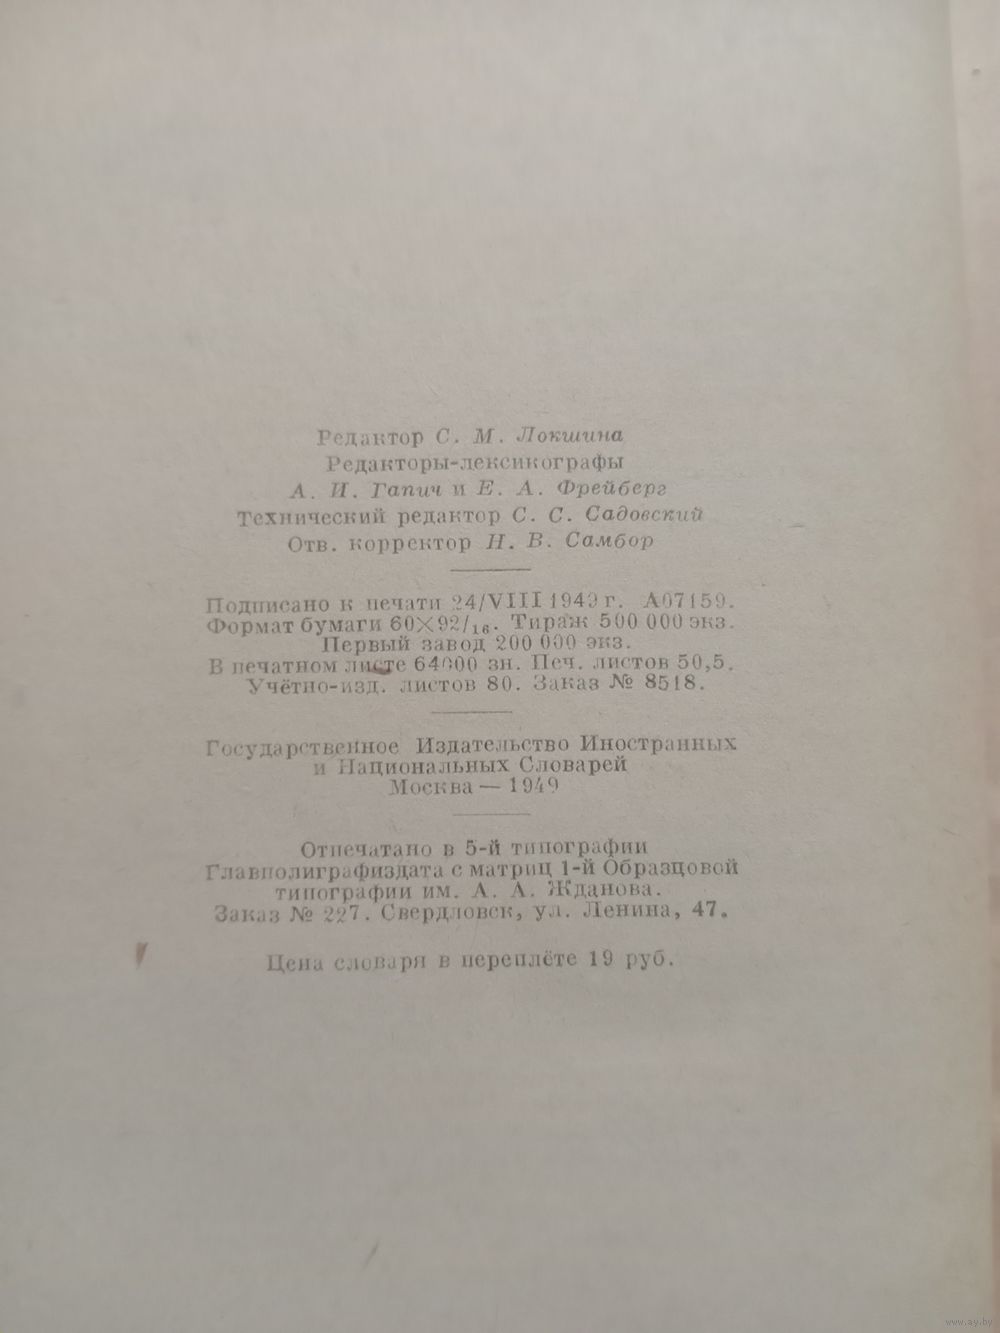 Редактор С. М. Локшина
Редакторы-лексикографы
А. И. Гапич и Е. А. Фрейберг
Технический редактор С. С. Садовский
Отв. корректор Н. В. Самбор
Подписано к печати 24/VIII 1949 г. А07159.
Формат бумаги 60×92/16. Тираж 500 000 экз.
Первый завод 200 000 экз.
В печатном листе 64000 зн. Печ. листов 50,5.
Учётно-изд. листов 80. Заказ № 8518.
Государственное Издательство Иностранных
и Национальных Словарей
Москва — 1949
Отпечатано в 5-й типографии
Главполиграфиздата с матриц 1-й Образцовой
типографии им. А. А. Жданова.
Заказ № 227. Свердловск, ул. Ленина, 47.
Цена словаря в переплёте 19 руб.
www.ay.by